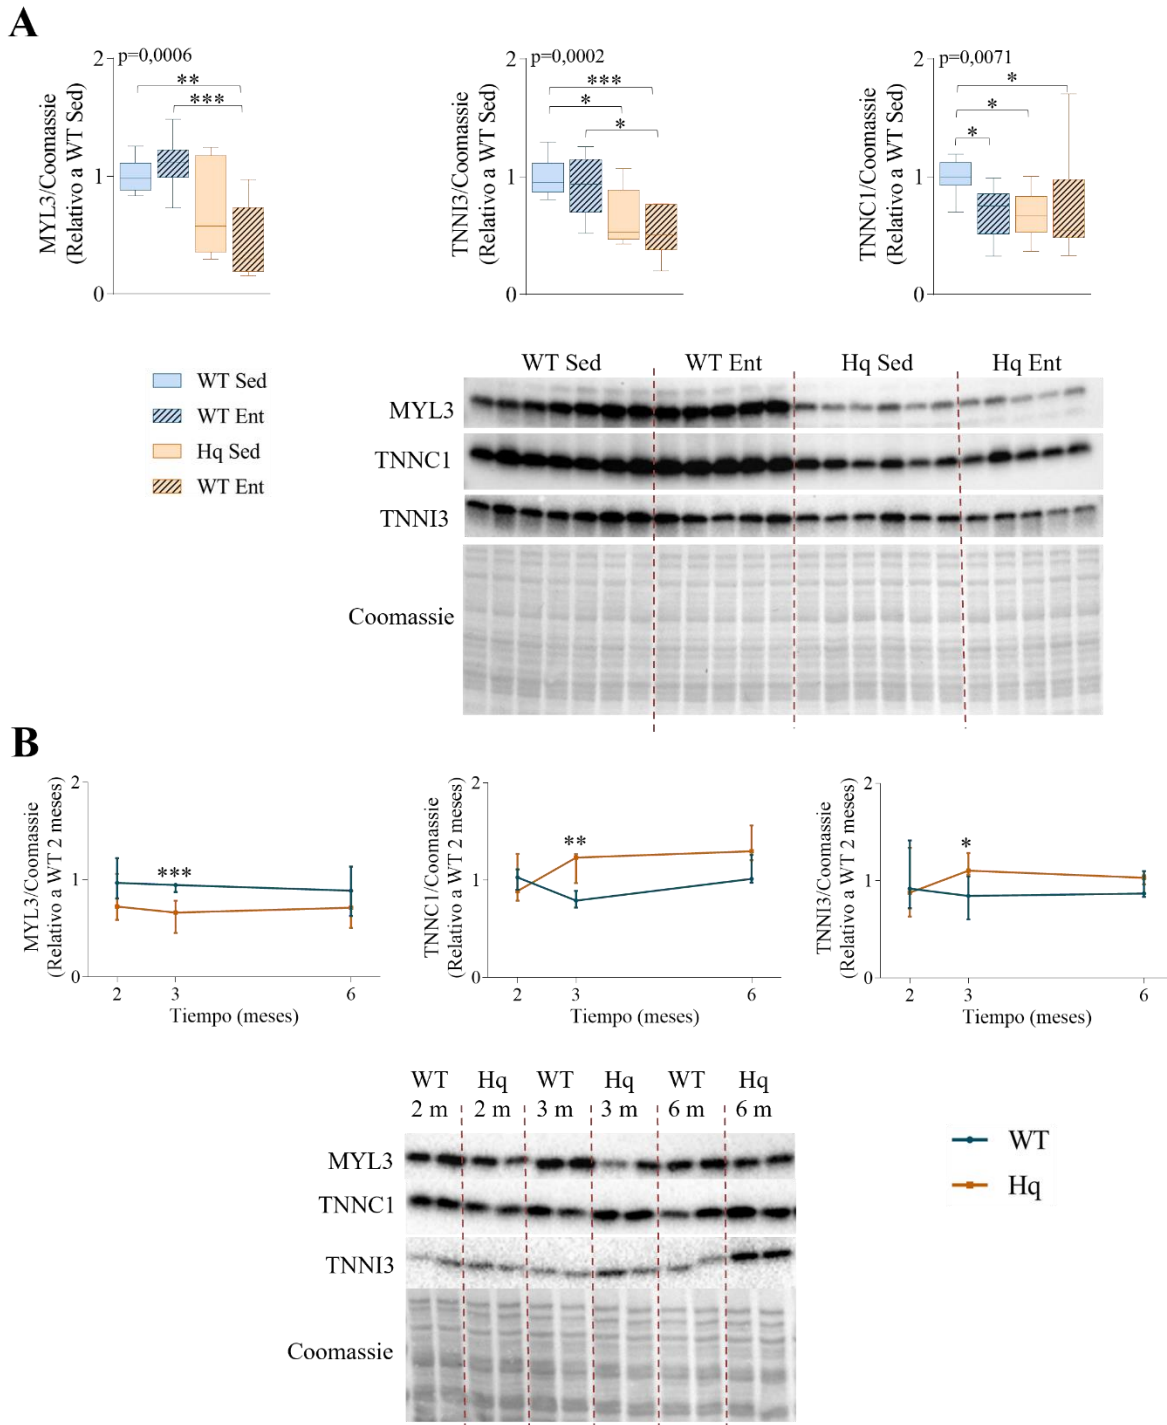 A
2
p=0,0006
**
***
1
0
MYL3/Coomassie
(Relativo a WT Sed)
2
p=0,0002
***
*
*
1
0
TNNI3/Coomassie
(Relativo a WT Sed)
2
p=0,0071
*
*
*
1
0
TNNC1/Coomassie
(Relativo a WT Sed)
WT Sed
WT Ent
Hq Sed
WT Ent
WT Sed WT Ent Hq Sed Hq Ent
MYL3
TNNC1
TNNI3
Coomassie
B
2
***
1
0
2 3 6
Tiempo (meses)
MYL3/Coomassie
(Relativo a WT 2 meses)
2
**
1
0
2 3 6
Tiempo (meses)
TNNC1/Coomassie
(Relativo a WT 2 meses)
2
*
1
0
2 3 6
Tiempo (meses)
TNNI3/Coomassie
(Relativo a WT 2 meses)
WT Hq WT Hq WT Hq
2 m 2 m 3 m 3 m 6 m 6 m
MYL3
TNNC1
TNNI3
Coomassie
WT
Hq